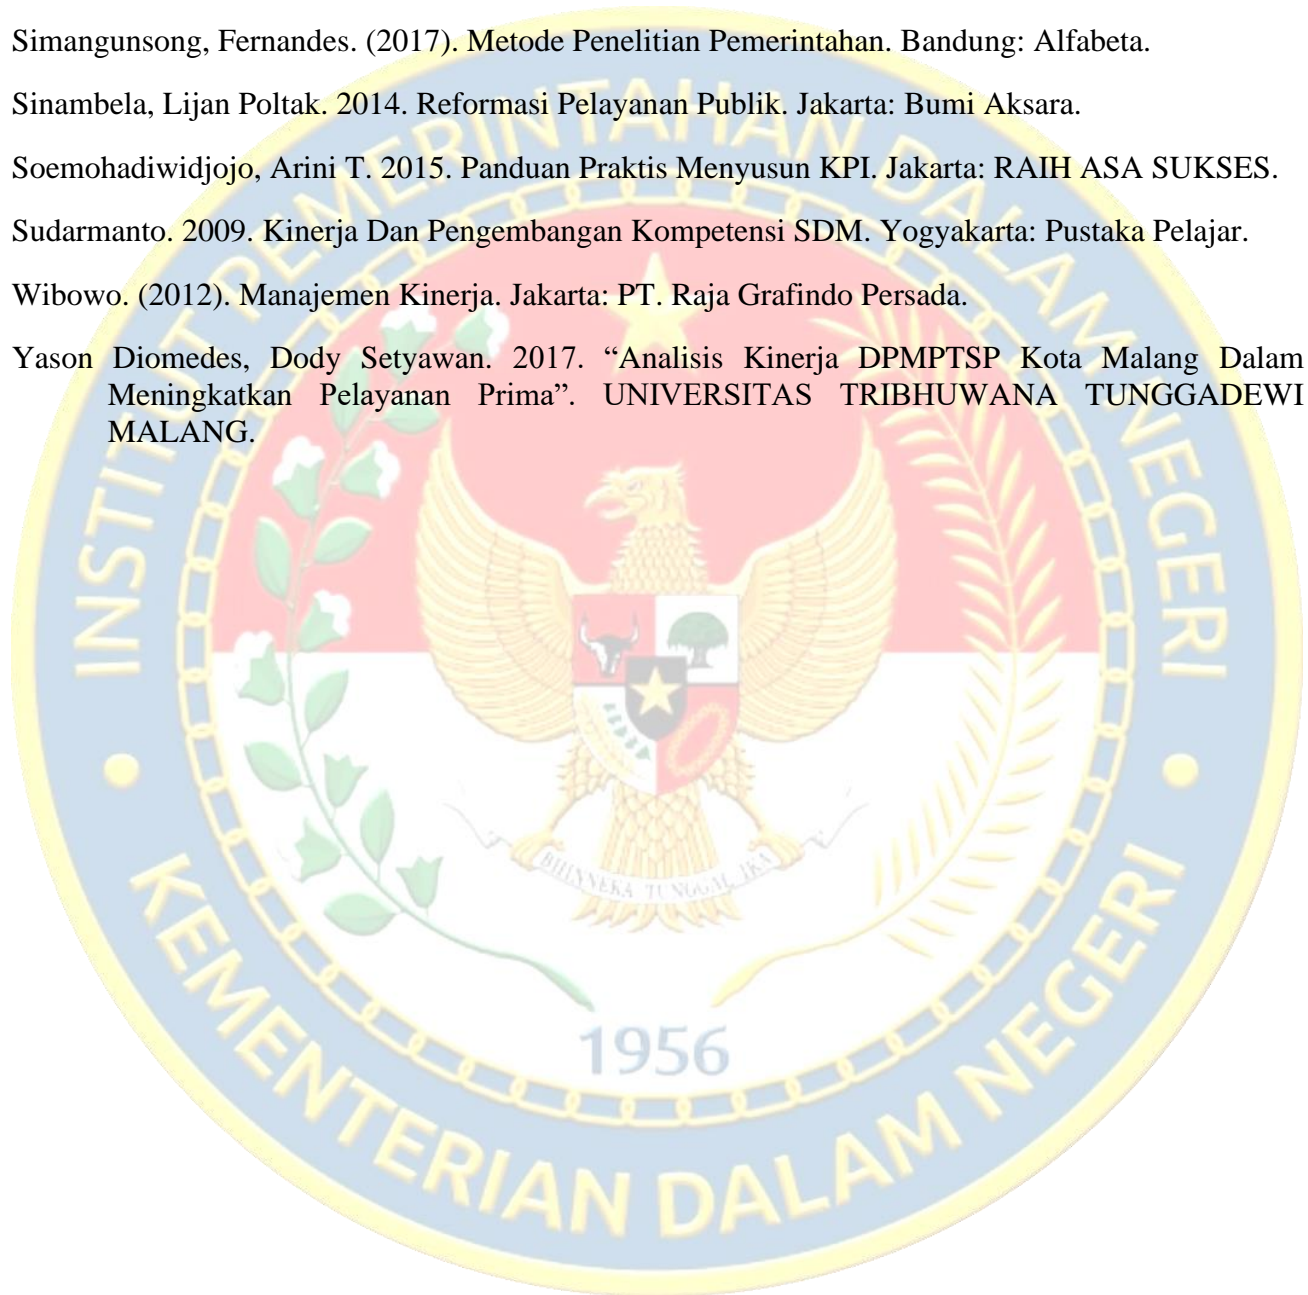 Simangunsong, Fernandes. (2017). Metode Penelitian Pemerintahan. Bandung: Alfabeta.
Sinambela, Lijan Poltak. 2014. Reformasi Pelayanan Publik. Jakarta: Bumi Aksara.
Soemohadiwidjojo, Arini T. 2015. Panduan Praktis Menyusun KPI. Jakarta: RAIH ASA SUKSES.
Sudarmanto. 2009. Kinerja Dan Pengembangan Kompetensi SDM. Yogyakarta: Pustaka Pelajar.
Wibowo. (2012). Manajemen Kinerja. Jakarta: PT. Raja Grafindo Persada.
Yason Diomedes, Dody Setyawan. 2017. “Analisis Kinerja DPMPTSP Kota Malang Dalam
Meningkatkan Pelayanan Prima”. UNIVERSITAS TRIBHUWANA TUNGGADEWI
MALANG.
INSTITUT PEMERINTAHAN DALAM NEGERI
BHINNEKA TUNGGAL IKA
1956
KEMENTERIAN DALAM NEGERI